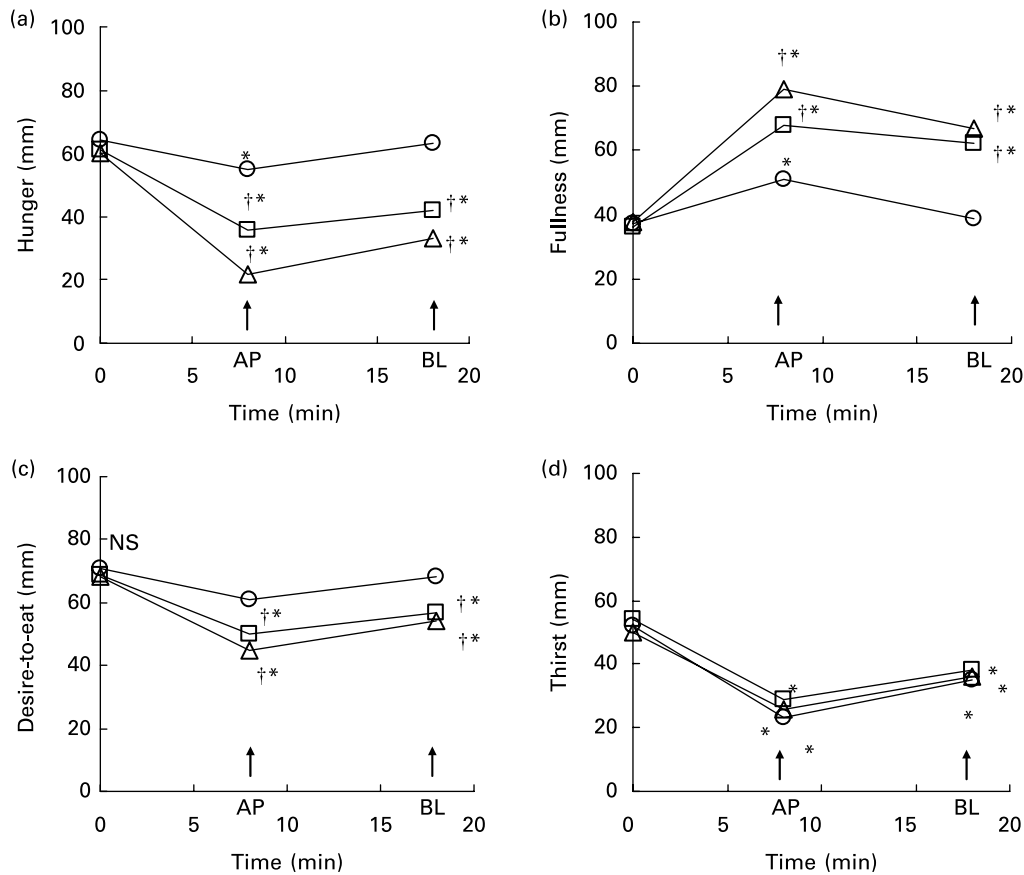 (a)
100
80
60
40
20
0
Hunger (mm)
*
†*
†*
†*
†*
AP
BL
0 5 10 15 20
Time (min)
(b)
100
80
60
40
20
0
Fullness (mm)
†*
†*
*
†*
†*
AP
BL
0 5 10 15 20
Time (min)
(c)
100
80
60
40
20
0
Desire-to-eat (mm)
NS
†*
†*
†*
†*
AP
BL
0 5 10 15 20
Time (min)
(d)
100
80
60
40
20
0
Thirst (mm)
*
*
*
*
*
*
AP
BL
0 5 10 15 20
Time (min)